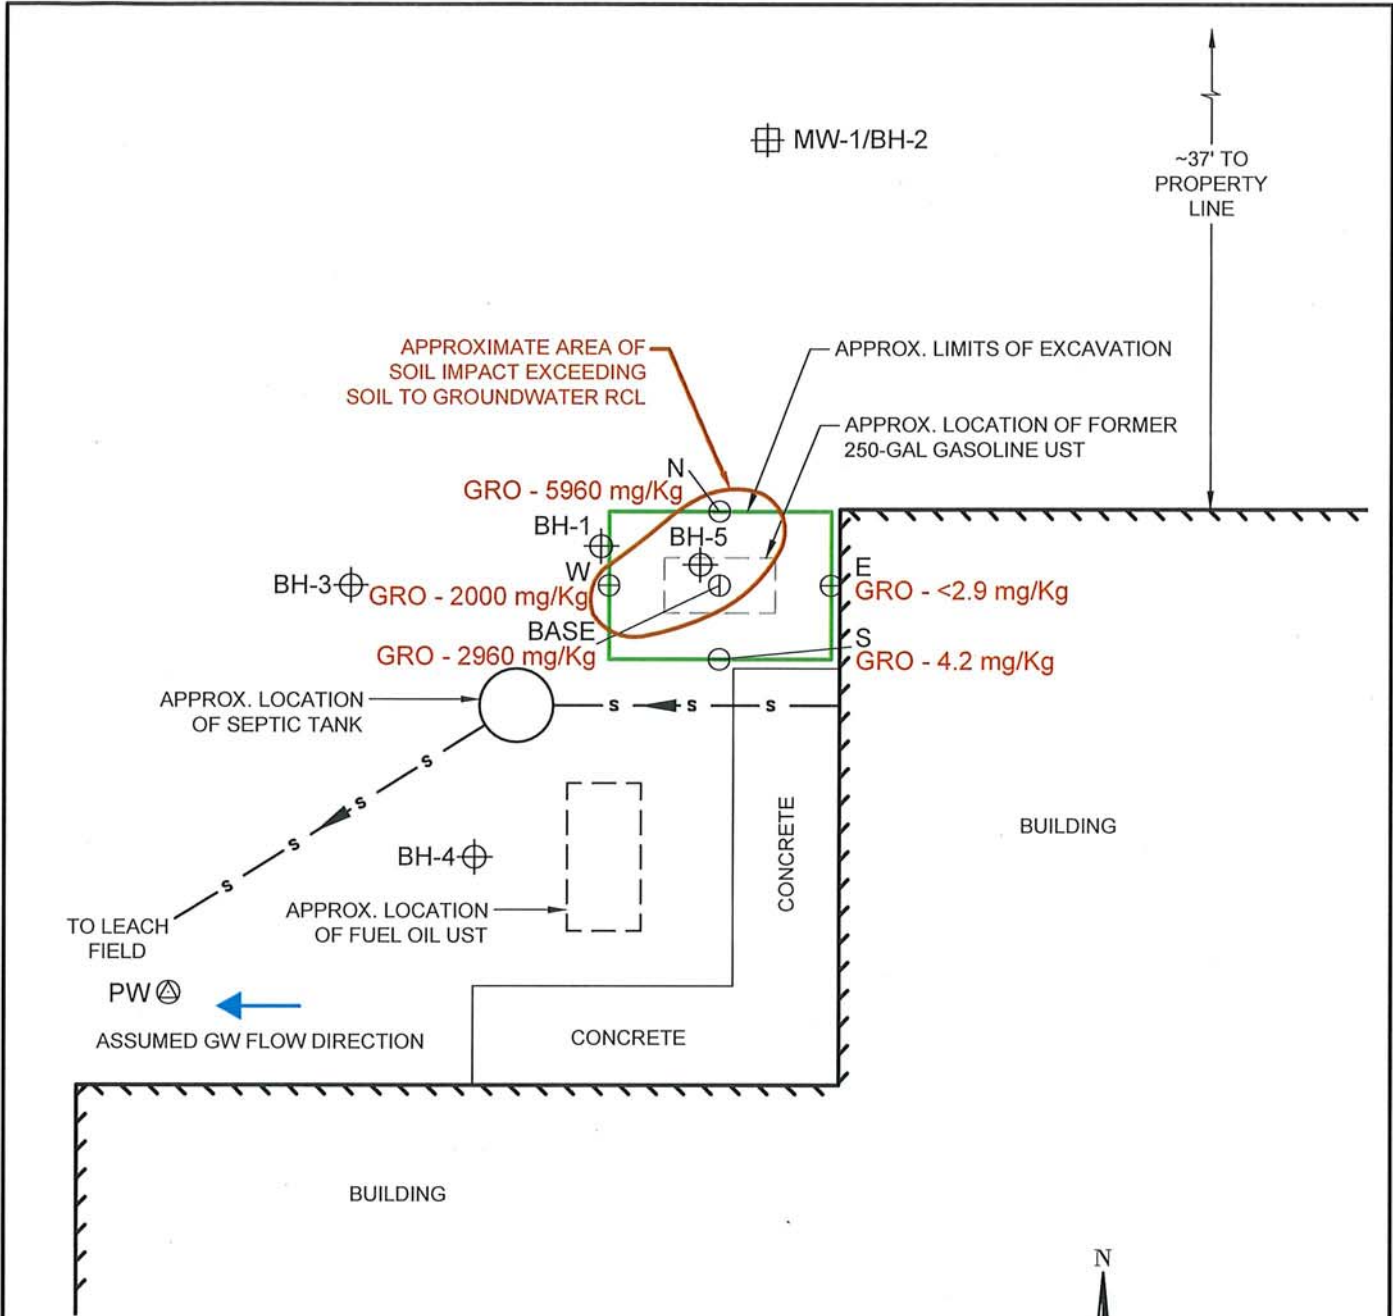 MW-1/BH-2
~37' TO
PROPERTY
LINE
APPROXIMATE AREA OF
SOIL IMPACT EXCEEDING
SOIL TO GROUNDWATER RCL
APPROX. LIMITS OF EXCAVATION
APPROX. LOCATION OF FORMER
250-GAL GASOLINE UST
N
GRO - 5960 mg/Kg
BH-1
BH-5
W
E
BH-3
GRO - 2000 mg/Kg
GRO - <2.9 mg/Kg
BASE
S
GRO - 2960 mg/Kg
GRO - 4.2 mg/Kg
APPROX. LOCATION
OF SEPTIC TANK
s s s
s
s
s
s
CONCRETE
BUILDING
BH-4
APPROX. LOCATION
OF FUEL OIL UST
TO LEACH
FIELD
PW
ASSUMED GW FLOW DIRECTION
CONCRETE
BUILDING
N